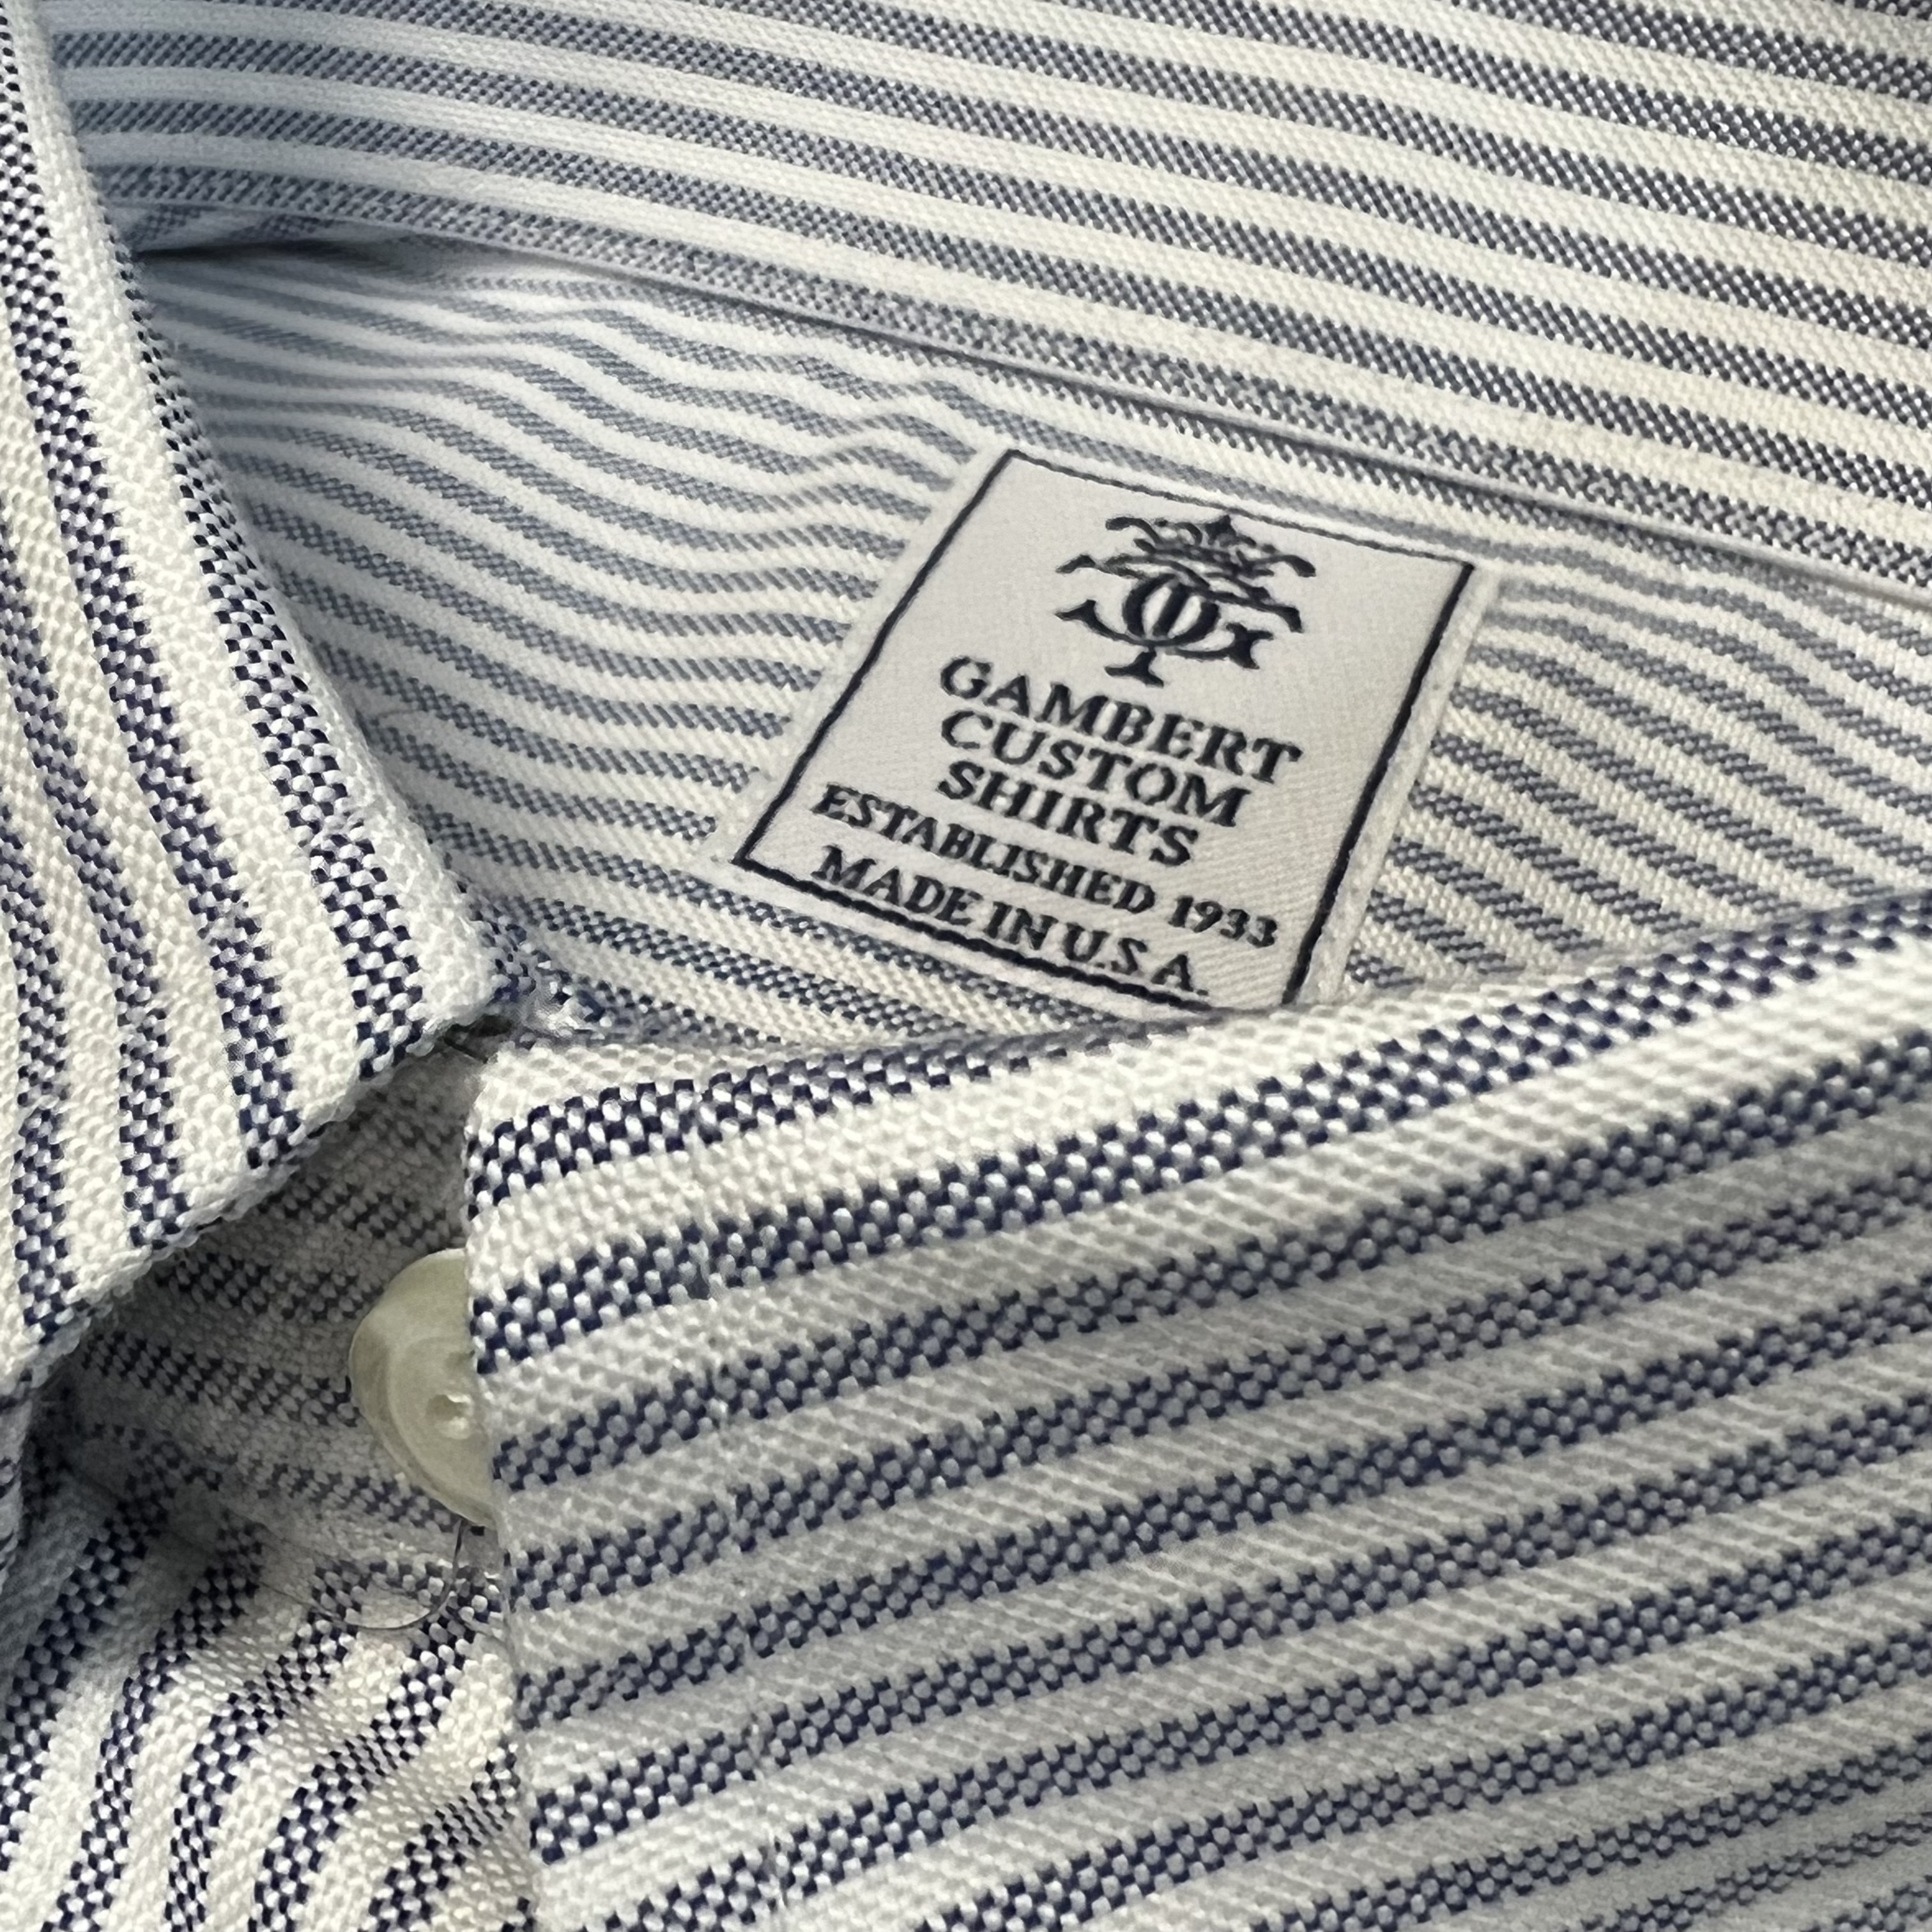 GAMBERT
CUSTOM
SHIRTS
ESTABLISHED 1933
MADE IN U.S.A.